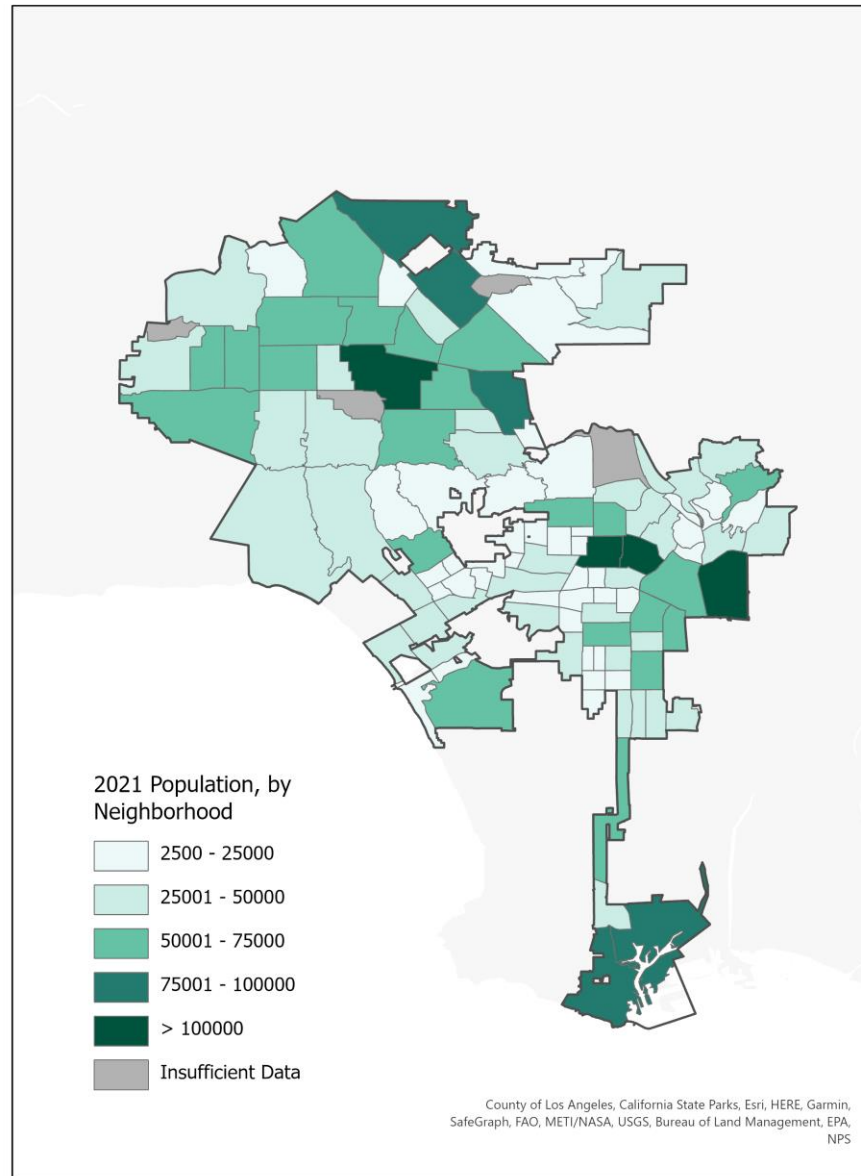 2021 Population, by
Neighborhood
2500 - 25000
25001 - 50000
50001 - 75000
75001 - 100000
> 100000
Insufficient Data
County of Los Angeles, California State Parks, Esri, HERE, Garmin,
SafeGraph, FAO, METI/NASA, USGS, Bureau of Land Management, EPA,
NPS